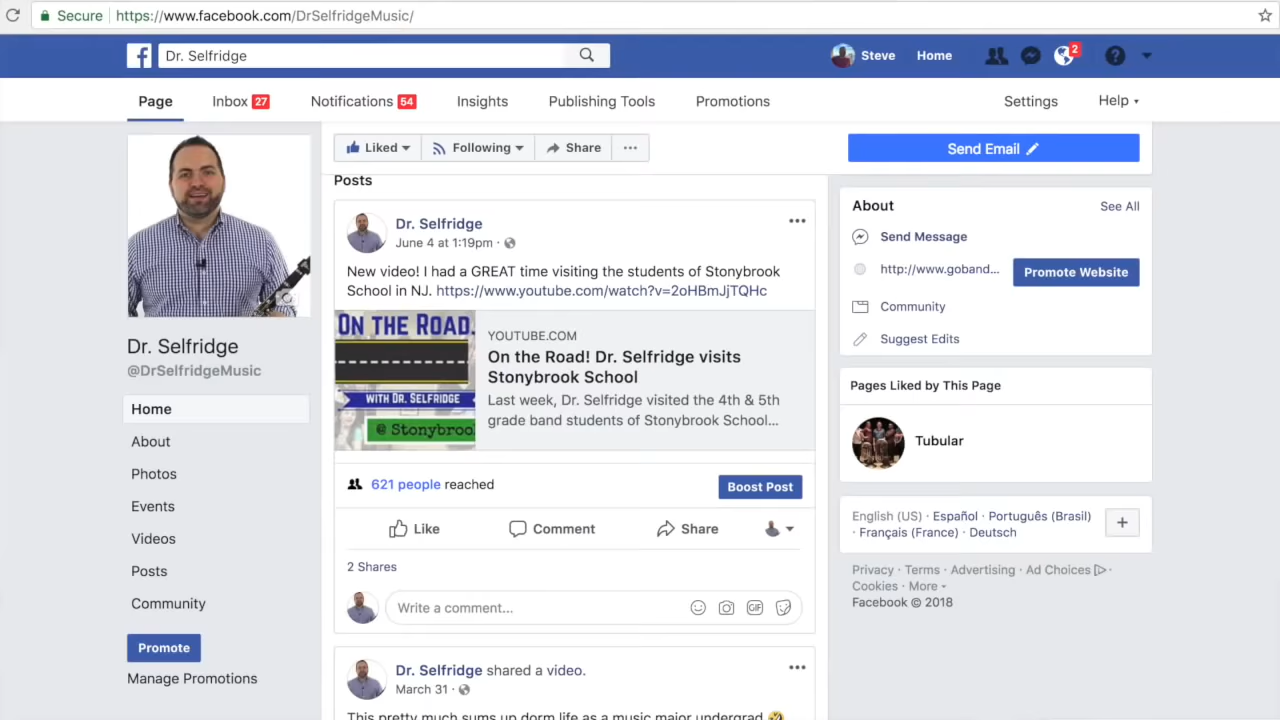 Secure https://www.facebook.com/DrSelfridgeMusic/
Dr. Selfridge
Steve
Home
2
Page
Inbox 27
Notifications 54
Insights
Publishing Tools
Promotions
Settings
Help
Liked
Following
Share
Send Email
Dr. Selfridge
@DrSelfridgeMusic
Home
About
Photos
Events
Videos
Posts
Community
Promote
Manage Promotions
Posts
Dr. Selfridge
June 4 at 1:19pm ·
New video! I had a GREAT time visiting the students of Stonybrook
School in NJ. https://www.youtube.com/watch?v=2oHBmJjTQHc
ON THE ROAD.
WITH DR. SELFRIDGE
@ Stonybroo
YOUTUBE.COM
On the Road! Dr. Selfridge visits
Stonybrook School
Last week, Dr. Selfridge visited the 4th & 5th
grade band students of Stonybrook School...
621 people reached
Boost Post
Like
Comment
Share
2 Shares
Write a comment...
GIF
Dr. Selfridge shared a video.
March 31 ·
This pretty much sums up dorm life as a music major undergrad 🤣
About
See All
Send Message
http://www.goband...
Promote Website
Community
Suggest Edits
Pages Liked by This Page
Tubular
English (US) · Español · Português (Brasil)
· Français (France) · Deutsch
+
Privacy · Terms · Advertising · Ad Choices ·
Cookies · More
Facebook © 2018